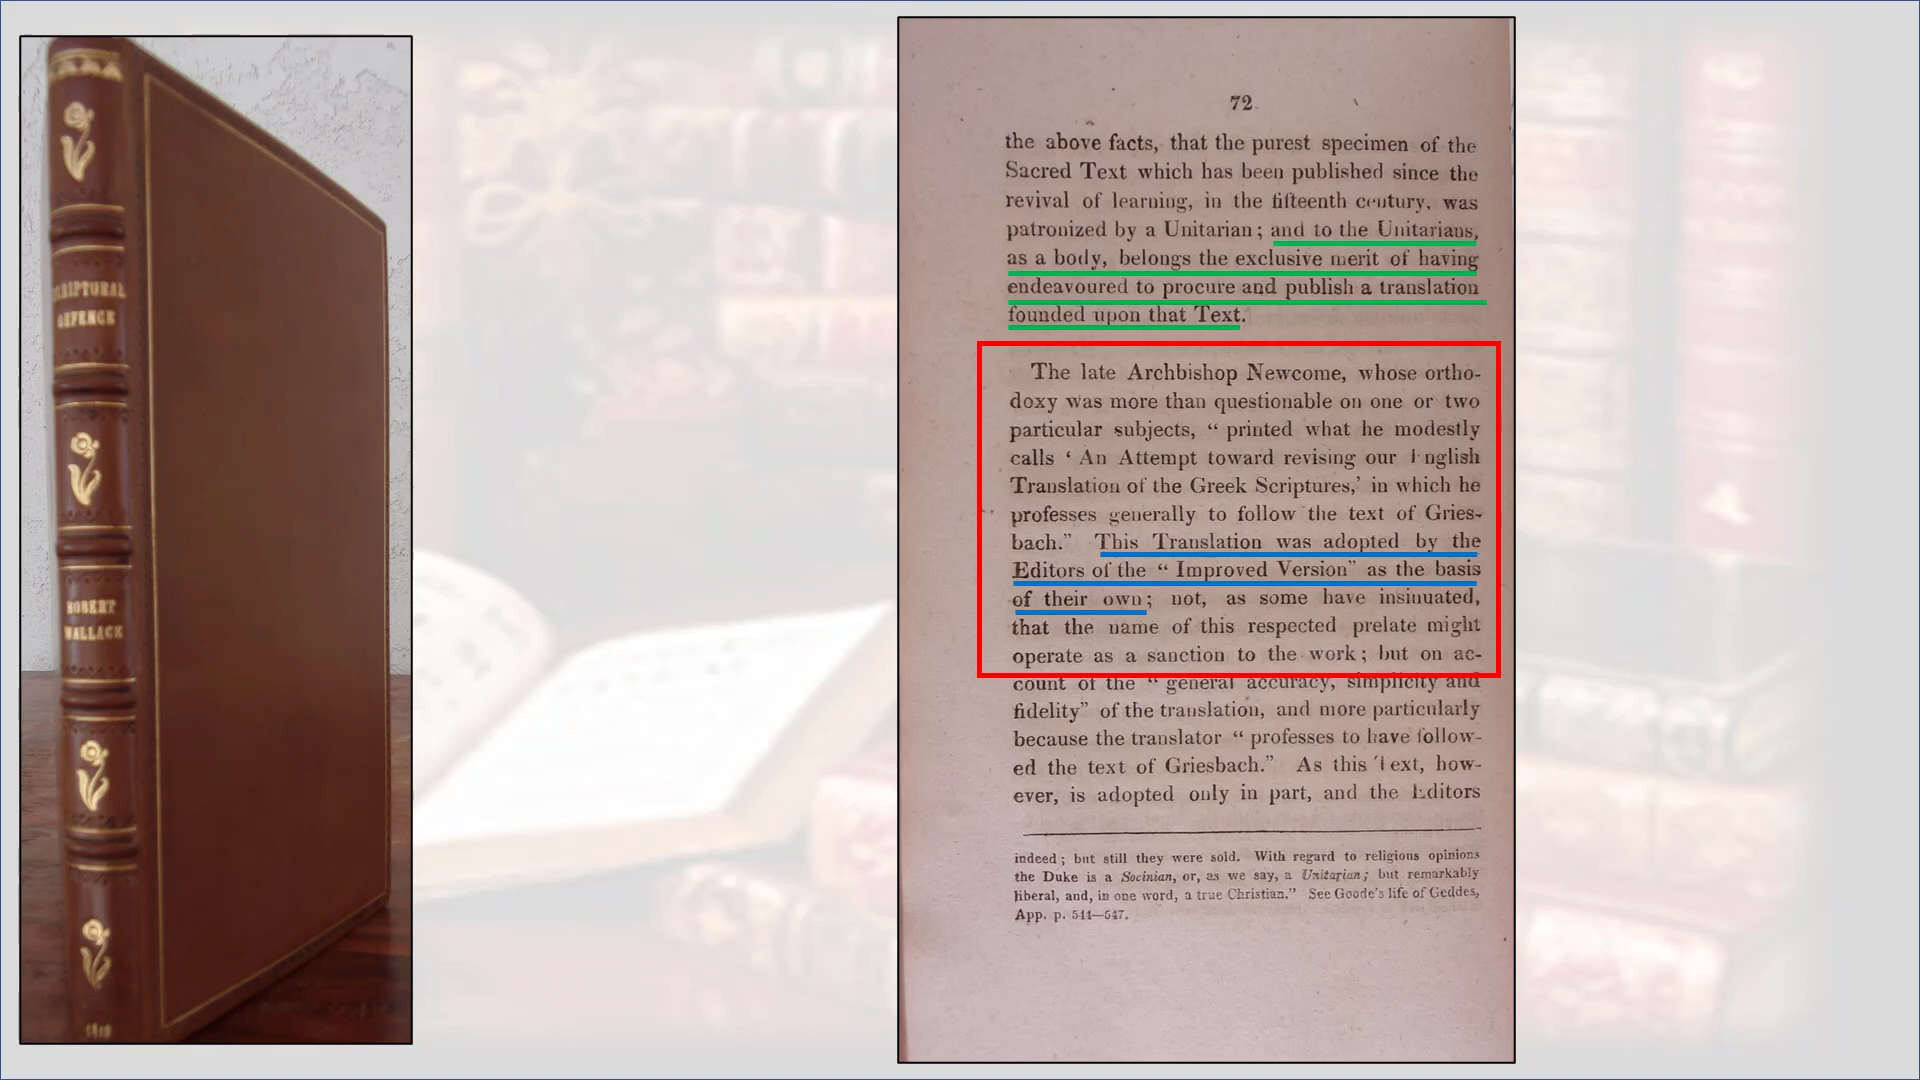 SCRIPTURAL
DEFENCE
ROBERT
WALLACE
1819
72
the above facts, that the purest specimen of the
Sacred Text which has been published since the
revival of learning, in the fifteenth century, was
patronized by a Unitarian; and to the Unitarians,
as a body, belongs the exclusive merit of having
endeavoured to procure and publish a translation
founded upon that Text.
The late Archbishop Newcome, whose ortho-
doxy was more than questionable on one or two
particular subjects, “ printed what he modestly
calls ‘ An Attempt toward revising our English
Translation of the Greek Scriptures,’ in which he
professes generally to follow the text of Gries-
bach.” This Translation was adopted by the
Editors of the “ Improved Version” as the basis
of their own; not, as some have insinuated,
that the name of this respected prelate might
operate as a sanction to the work; but on ac-
count of the “ general accuracy, simplicity and
fidelity” of the translation, and more particularly
because the translator “ professes to have follow-
ed the text of Griesbach.” As this Text, how-
ever, is adopted only in part, and the Editors
indeed; but still they were sold. With regard to religious opinions
the Duke is a Socinian, or, as we say, a Unitarian; but remarkably
liberal, and, in one word, a true Christian.” See Goode's life of Geddes,
App. p. 544—547.